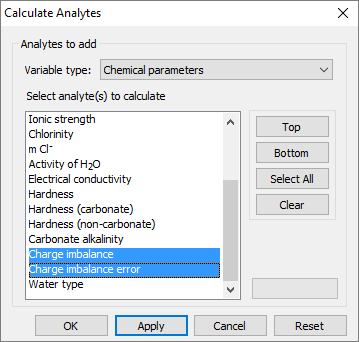 Calculate Analytes
Analytes to add
Variable type: Chemical parameters
Select analyte(s) to calculate
Ionic strength
Chlorinity
m Cl⁻
Activity of H₂O
Electrical conductivity
Hardness
Hardness (carbonate)
Hardness (non-carbonate)
Carbonate alkalinity
Charge imbalance
Charge imbalance error
Water type
Top
Bottom
Select All
Clear
OK Apply Cancel Reset